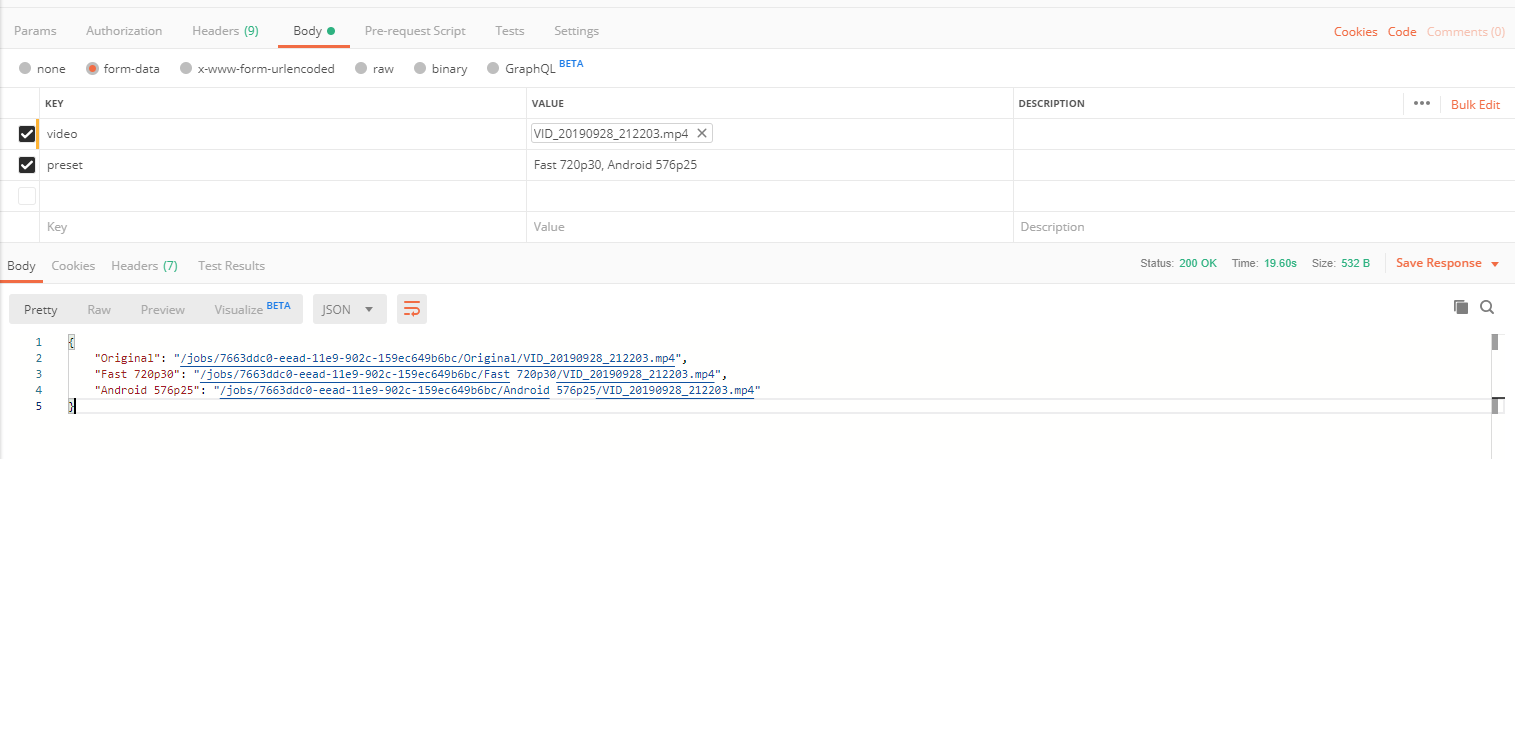 Params Authorization Headers (9) Body Pre-request Script Tests Settings Cookies Code Comments (0)
none form-data x-www-form-urlencoded raw binary GraphQL BETA
KEY VALUE DESCRIPTION ••• Bulk Edit
video VID_20190928_212203.mp4 ✕
preset Fast 720p30, Android 576p25
Key Value Description
Body Cookies Headers (7) Test Results Status: 200 OK Time: 19.60s Size: 532 B Save Response
Pretty Raw Preview Visualize BETA JSON
1 {
2 "Original": "/jobs/7663ddc0-eead-11e9-902c-159ec649b6bc/Original/VID_20190928_212203.mp4",
3 "Fast 720p30": "/jobs/7663ddc0-eead-11e9-902c-159ec649b6bc/Fast 720p30/VID_20190928_212203.mp4",
4 "Android 576p25": "/jobs/7663ddc0-eead-11e9-902c-159ec649b6bc/Android 576p25/VID_20190928_212203.mp4"
5 }